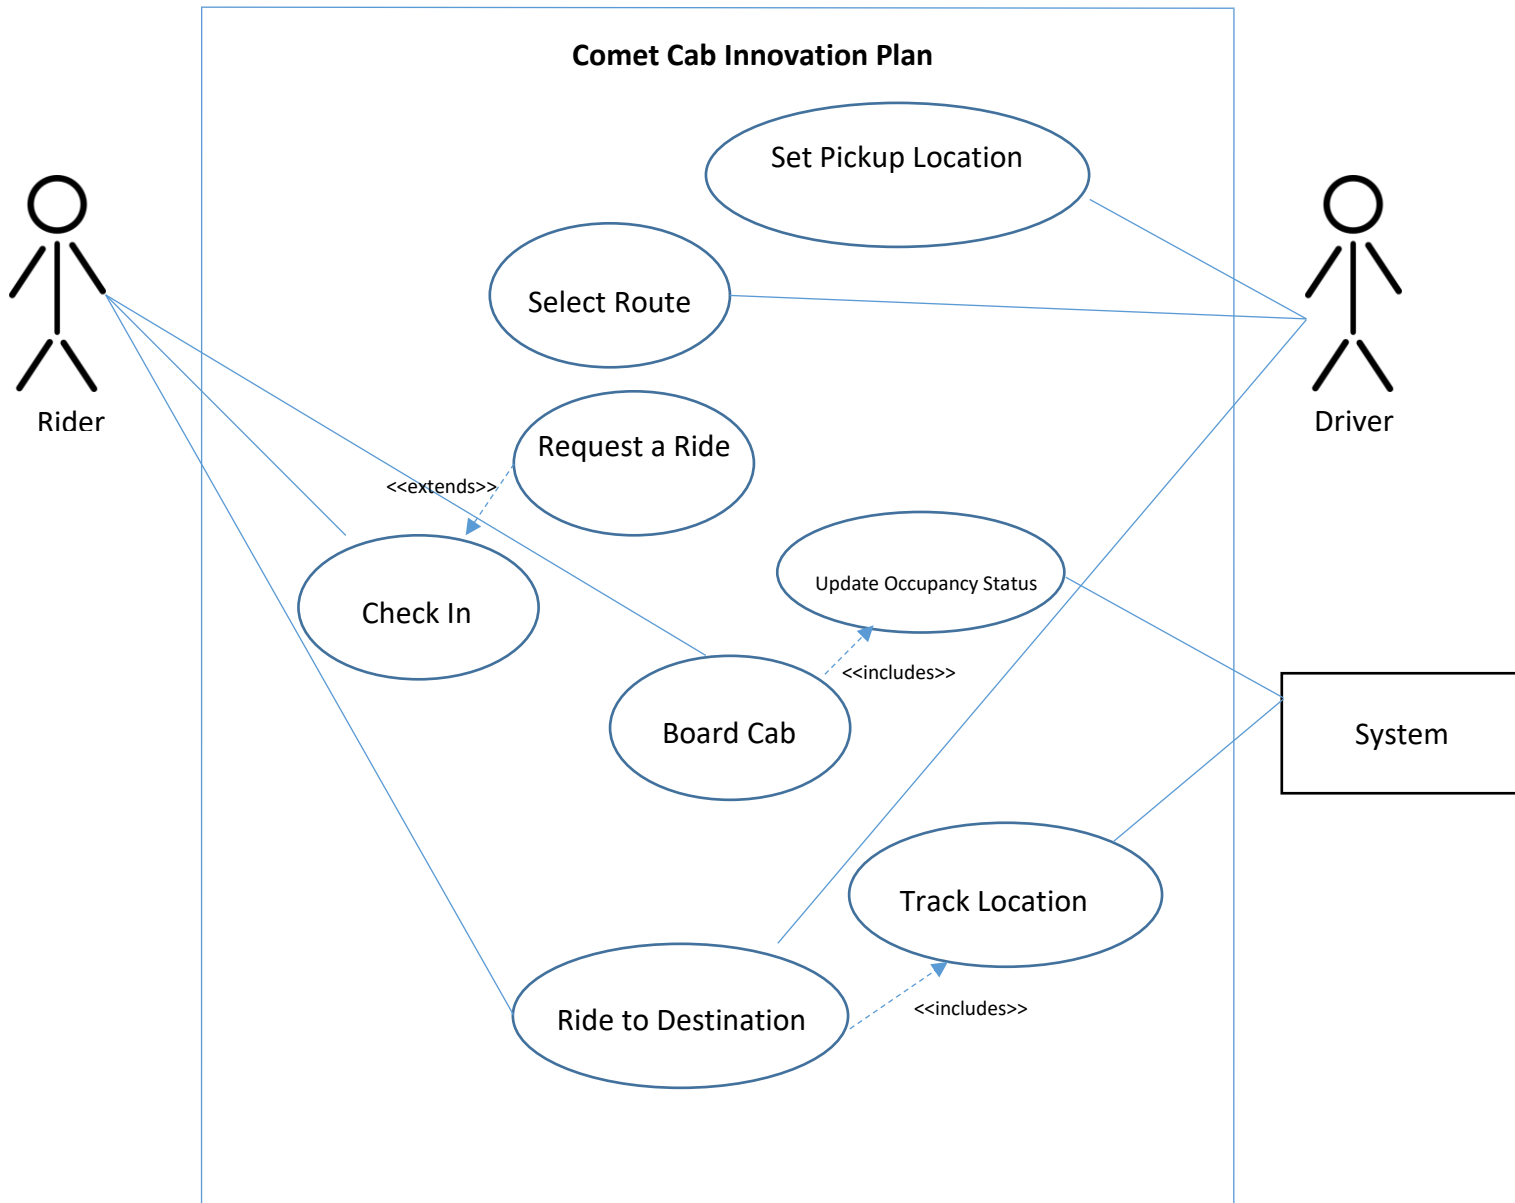 Comet Cab Innovation Plan
Set Pickup Location
Select Route
Rider
Driver
Request a Ride
<<extends>>
Update Occupancy Status
Check In
<<includes>>
Board Cab
System
Track Location
<<includes>>
Ride to Destination